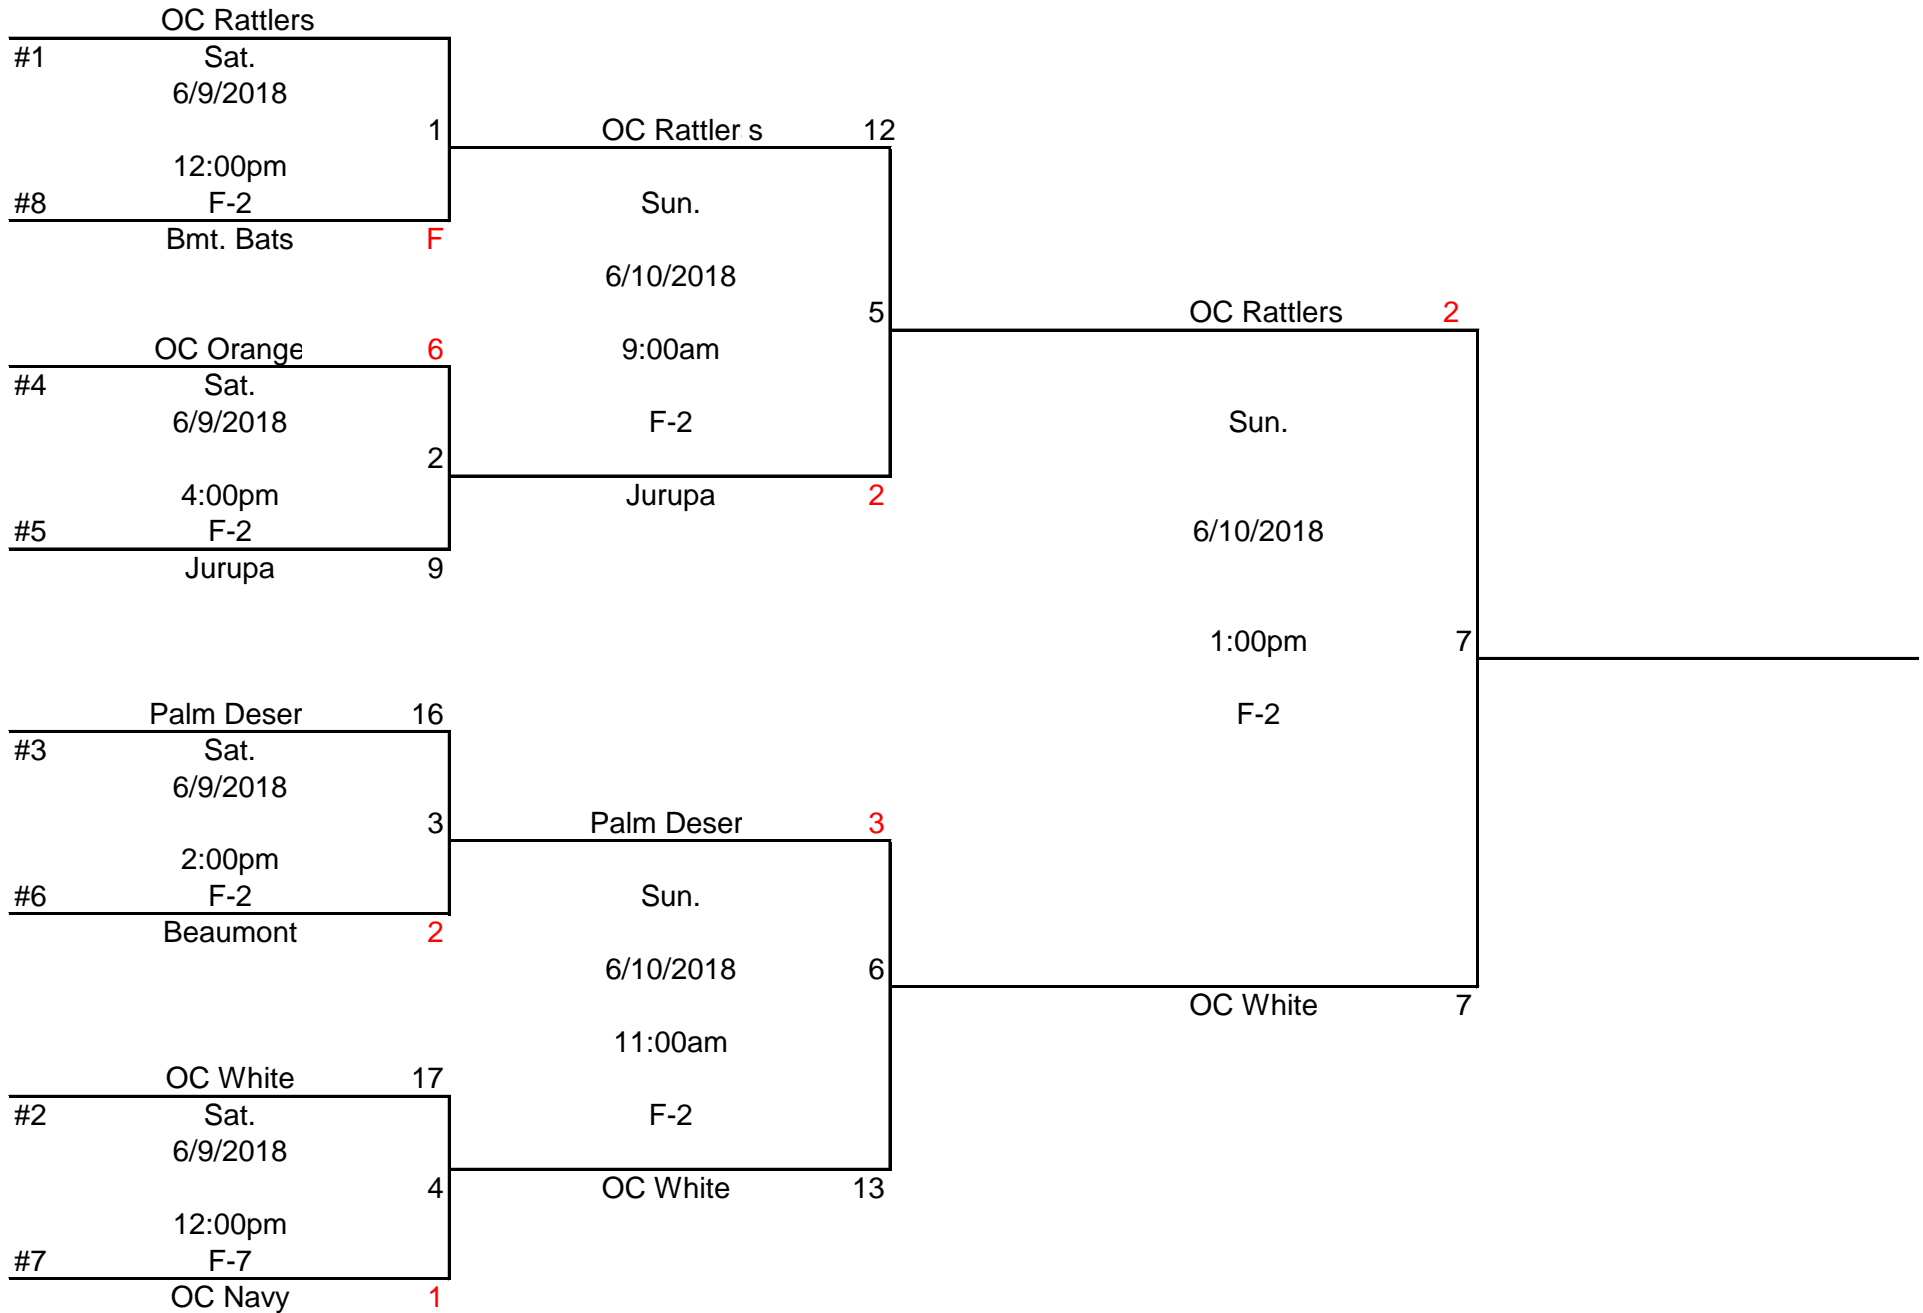 OC Rattlers
#1 Sat.
6/9/2018
1
12:00pm
#8 F-2
Bmt. Bats F
OC Orange 6
#4 Sat.
6/9/2018
2
4:00pm
#5 F-2
Jurupa 9
Palm Deser 16
#3 Sat.
6/9/2018
3
2:00pm
#6 F-2
Beaumont 2
OC White 17
#2 Sat.
6/9/2018
4
12:00pm
#7 F-7
OC Navy 1
OC Rattlers 12
Sun.
6/10/2018
5
9:00am
F-2
Jurupa 2
Palm Deser 3
Sun.
6/10/2018 6
11:00am
F-2
OC White 13
OC Rattlers 2
Sun.
6/10/2018
1:00pm 7
F-2
OC White 7